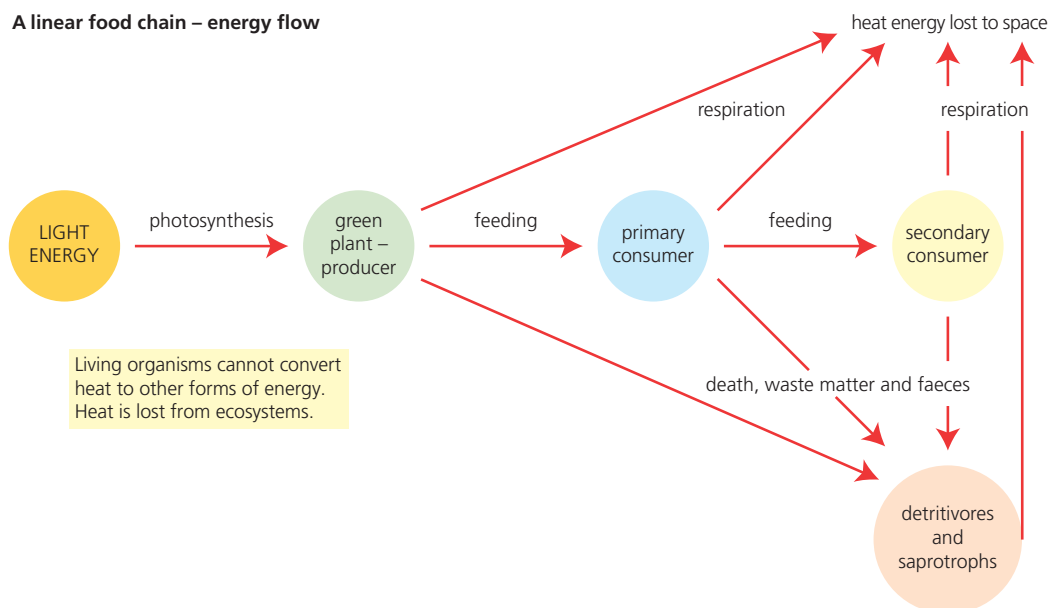 A linear food chain – energy flow
heat energy lost to space
respiration
respiration
LIGHT
ENERGY
photosynthesis
green
plant –
producer
feeding
primary
consumer
feeding
secondary
consumer
Living organisms cannot convert
heat to other forms of energy.
Heat is lost from ecosystems.
death, waste matter and faeces
detritivores
and
saprotrophs